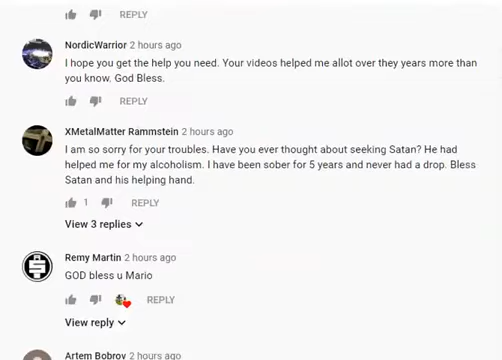 REPLY
NordicWarrior 2 hours ago
I hope you get the help you need. Your videos helped me allot over they years more than
you know. God Bless.
REPLY
XMetalMatter Rammstein 2 hours ago
I am so sorry for your troubles. Have you ever thought about seeking Satan? He had
helped me for my alcoholism. I have been sober for 5 years and never had a drop. Bless
Satan and his helping hand.
1 REPLY
View 3 replies
Remy Martin 2 hours ago
GOD bless u Mario
REPLY
View reply
Artem Bobrov 2 hours ago